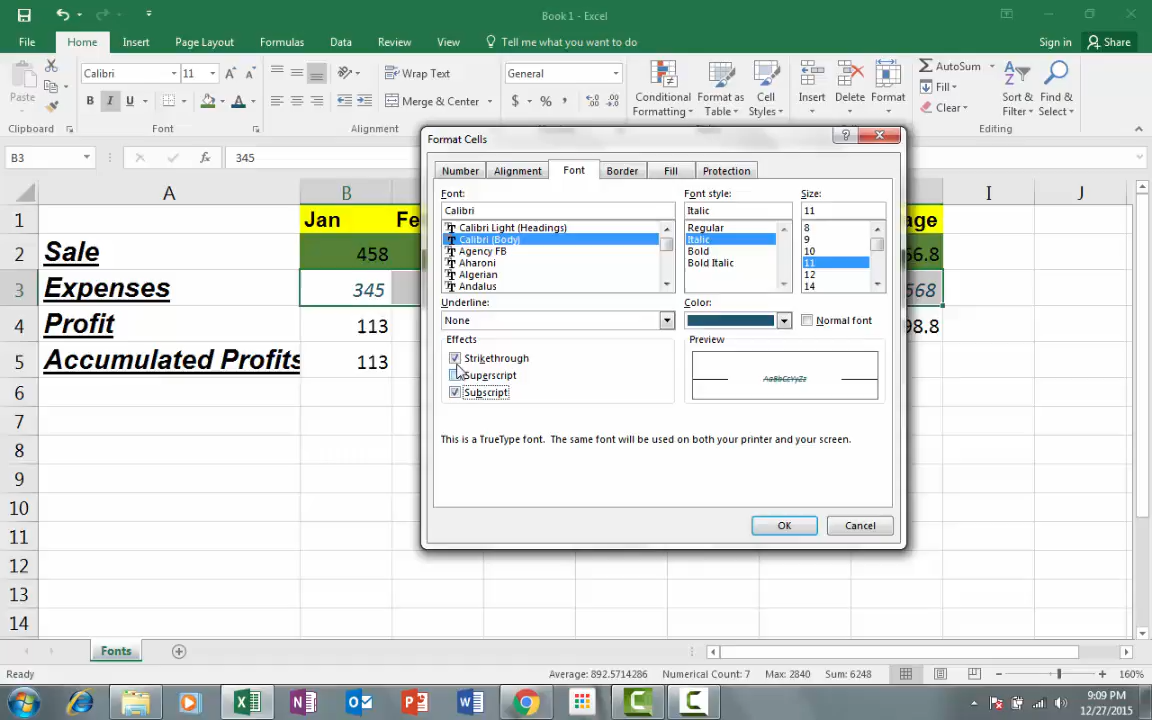 Book 1 - Excel
File Home Insert Page Layout Formulas Data Review View Tell me what you want to do Sign in Share
Paste
Calibri 11
B I U
Wrap Text
Merge & Center
General
$ % ,
Conditional Formatting
Format as Table
Cell Styles
Insert Delete Format
AutoSum
Fill
Clear
Sort & Filter
Find & Select
Clipboard Font Alignment Editing
B3 fx 345
A B I J
1 Jan Fe age
2 Sale 458 56.8
3 Expenses 345 568
4 Profit 113 98.8
5 Accumulated Profits 113
6
7
8
9
10
11
12
13
14
Format Cells
Number Alignment Font Border Fill Protection
Font: Font style: Size:
Calibri Italic 11
Calibri Light (Headings) Regular 8
Calibri (Body) Italic 9
Agency FB Bold 10
Aharoni Bold Italic 11
Algerian 12
Andalus 14
Underline: Color:
None Normal font
Effects Preview
Strikethrough
Superscript AaBbCcYyZz
Subscript
This is a TrueType font. The same font will be used on both your printer and your screen.
OK Cancel
Fonts
Ready Average: 892.5714286 Numerical Count: 7 Max: 2840 Sum: 6248 160%
9:09 PM
12/27/2015